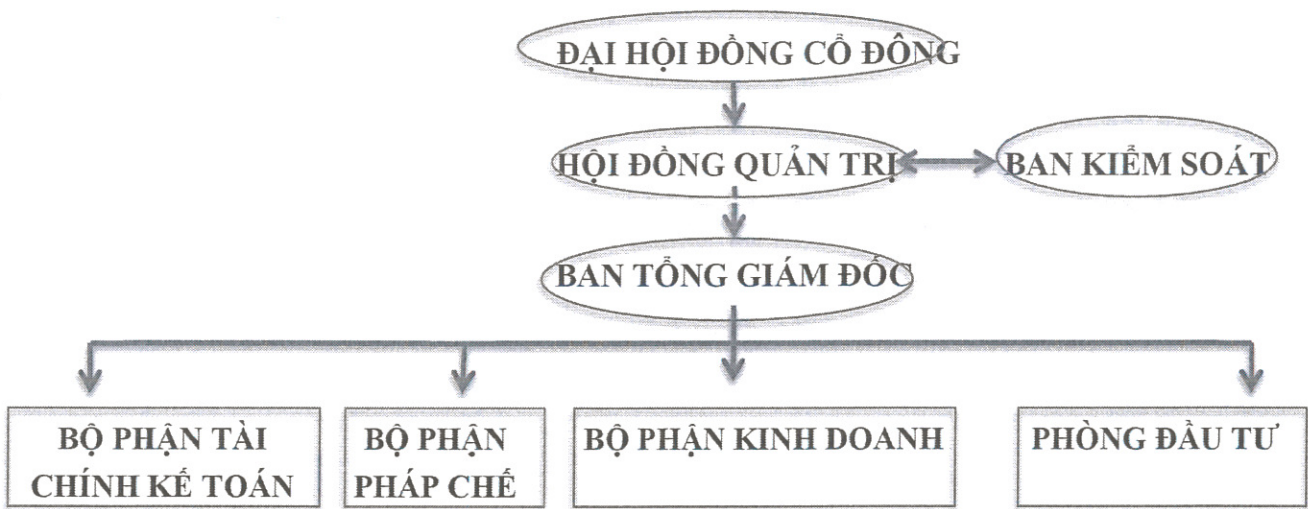 ĐẠI HỘI ĐỒNG CỔ ĐÔNG
HỘI ĐỒNG QUẢN TRỊ
BAN KIỂM SOÁT
BAN TỔNG GIÁM ĐỐC
BỘ PHẬN TÀI
CHÍNH KẾ TOÁN
BỘ PHẬN
PHÁP CHẾ
BỘ PHẬN KINH DOANH
PHÒNG ĐẦU TƯ